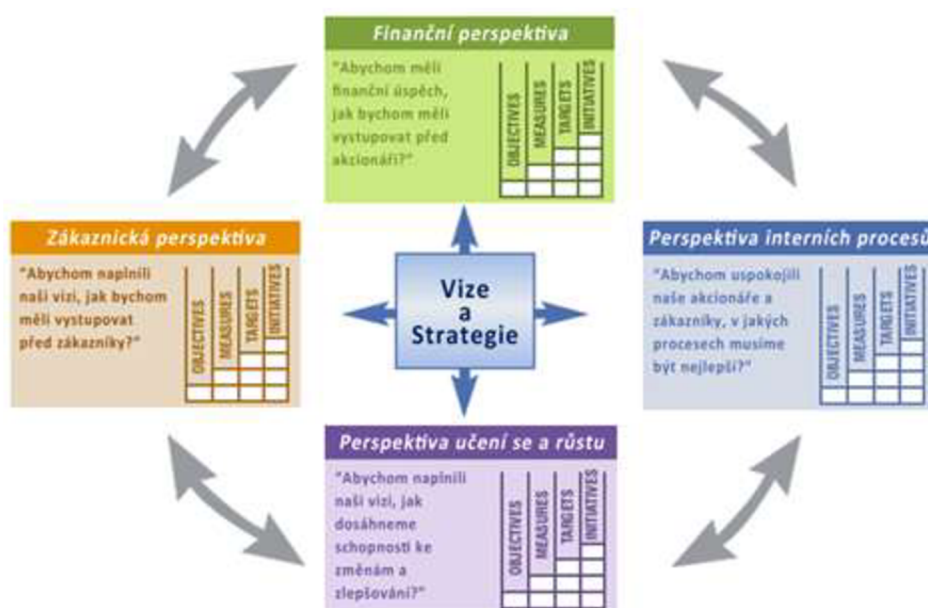 Finanční perspektiva
"Abychom měli
finanční úspěch,
jak bychom měli
vystupovat před
akcionáři?"
OBJECTIVES
MEASURES
TARGETS
INITIATIVES
Zákaznická perspektiva
"Abychom naplnili
naši vizi, jak bychom
měli vystupovat
před zákazníky?"
OBJECTIVES
MEASURES
TARGETS
INITIATIVES
Vize
a
Strategie
Perspektiva interních procesů
"Abychom uspokojili
naše akcionáře a
zákazníky, v jakých
procesech musíme
být nejlepší?"
OBJECTIVES
MEASURES
TARGETS
INITIATIVES
Perspektiva učení se a růstu
"Abychom naplnili
naši vizi, jak
dosáhneme
schopností ke
změnám a
zlepšování?"
OBJECTIVES
MEASURES
TARGETS
INITIATIVES